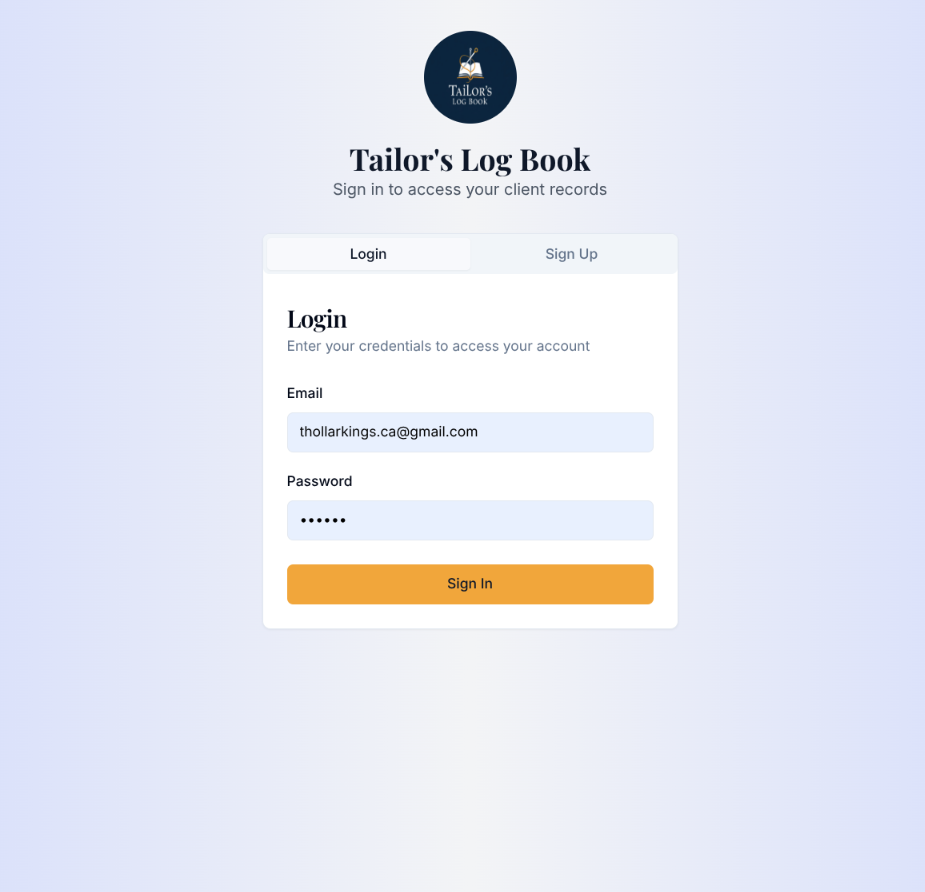 TAILOR'S
LOG BOOK
Tailor's Log Book
Sign in to access your client records
Login
Sign Up
Login
Enter your credentials to access your account
Email
thollarkings.ca@gmail.com
Password
••••••
Sign In